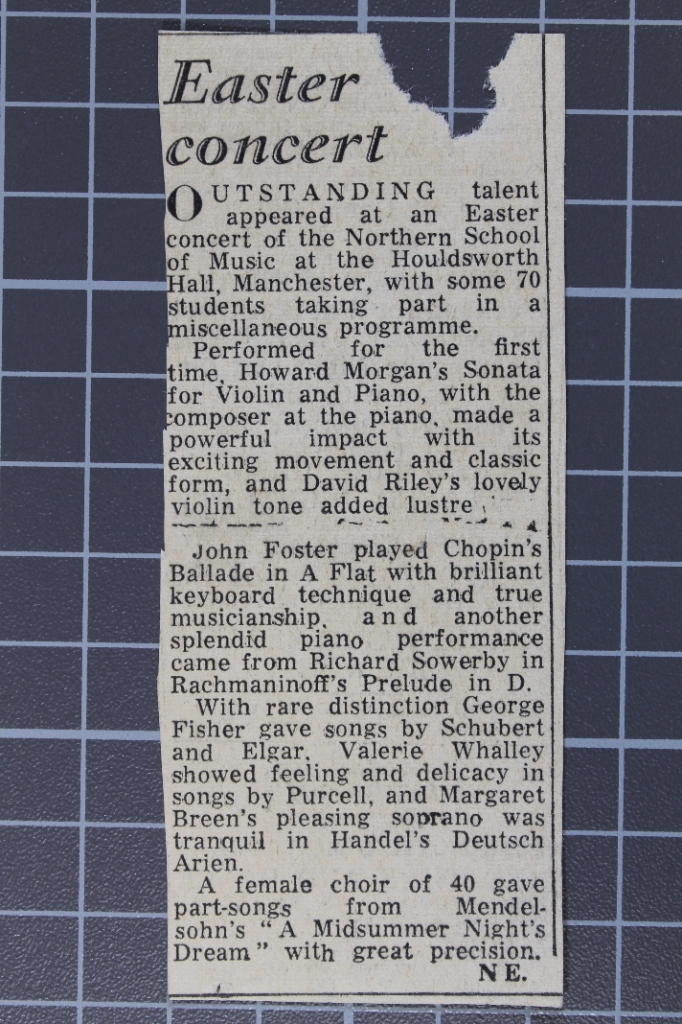 Easter
concert
OUTSTANDING talent
appeared at an Easter
concert of the Northern School
of Music at the Houldsworth
Hall, Manchester, with some 70
students taking part in a
miscellaneous programme.
Performed for the first
time, Howard Morgan's Sonata
for Violin and Piano, with the
composer at the piano, made a
powerful impact with its
exciting movement and classic
form, and David Riley's lovely
violin tone added lustre
John Foster played Chopin's
Ballade in A Flat with brilliant
keyboard technique and true
musicianship, and another
splendid piano performance
came from Richard Sowerby in
Rachmaninoff's Prelude in D.
With rare distinction George
Fisher gave songs by Schubert
and Elgar. Valerie Whalley
showed feeling and delicacy in
songs by Purcell, and Margaret
Breen's pleasing soprano was
tranquil in Handel's Deutsch
Arien.
A female choir of 40 gave
part-songs from Mendel-
sohn's "A Midsummer Night's
Dream" with great precision.
N E.